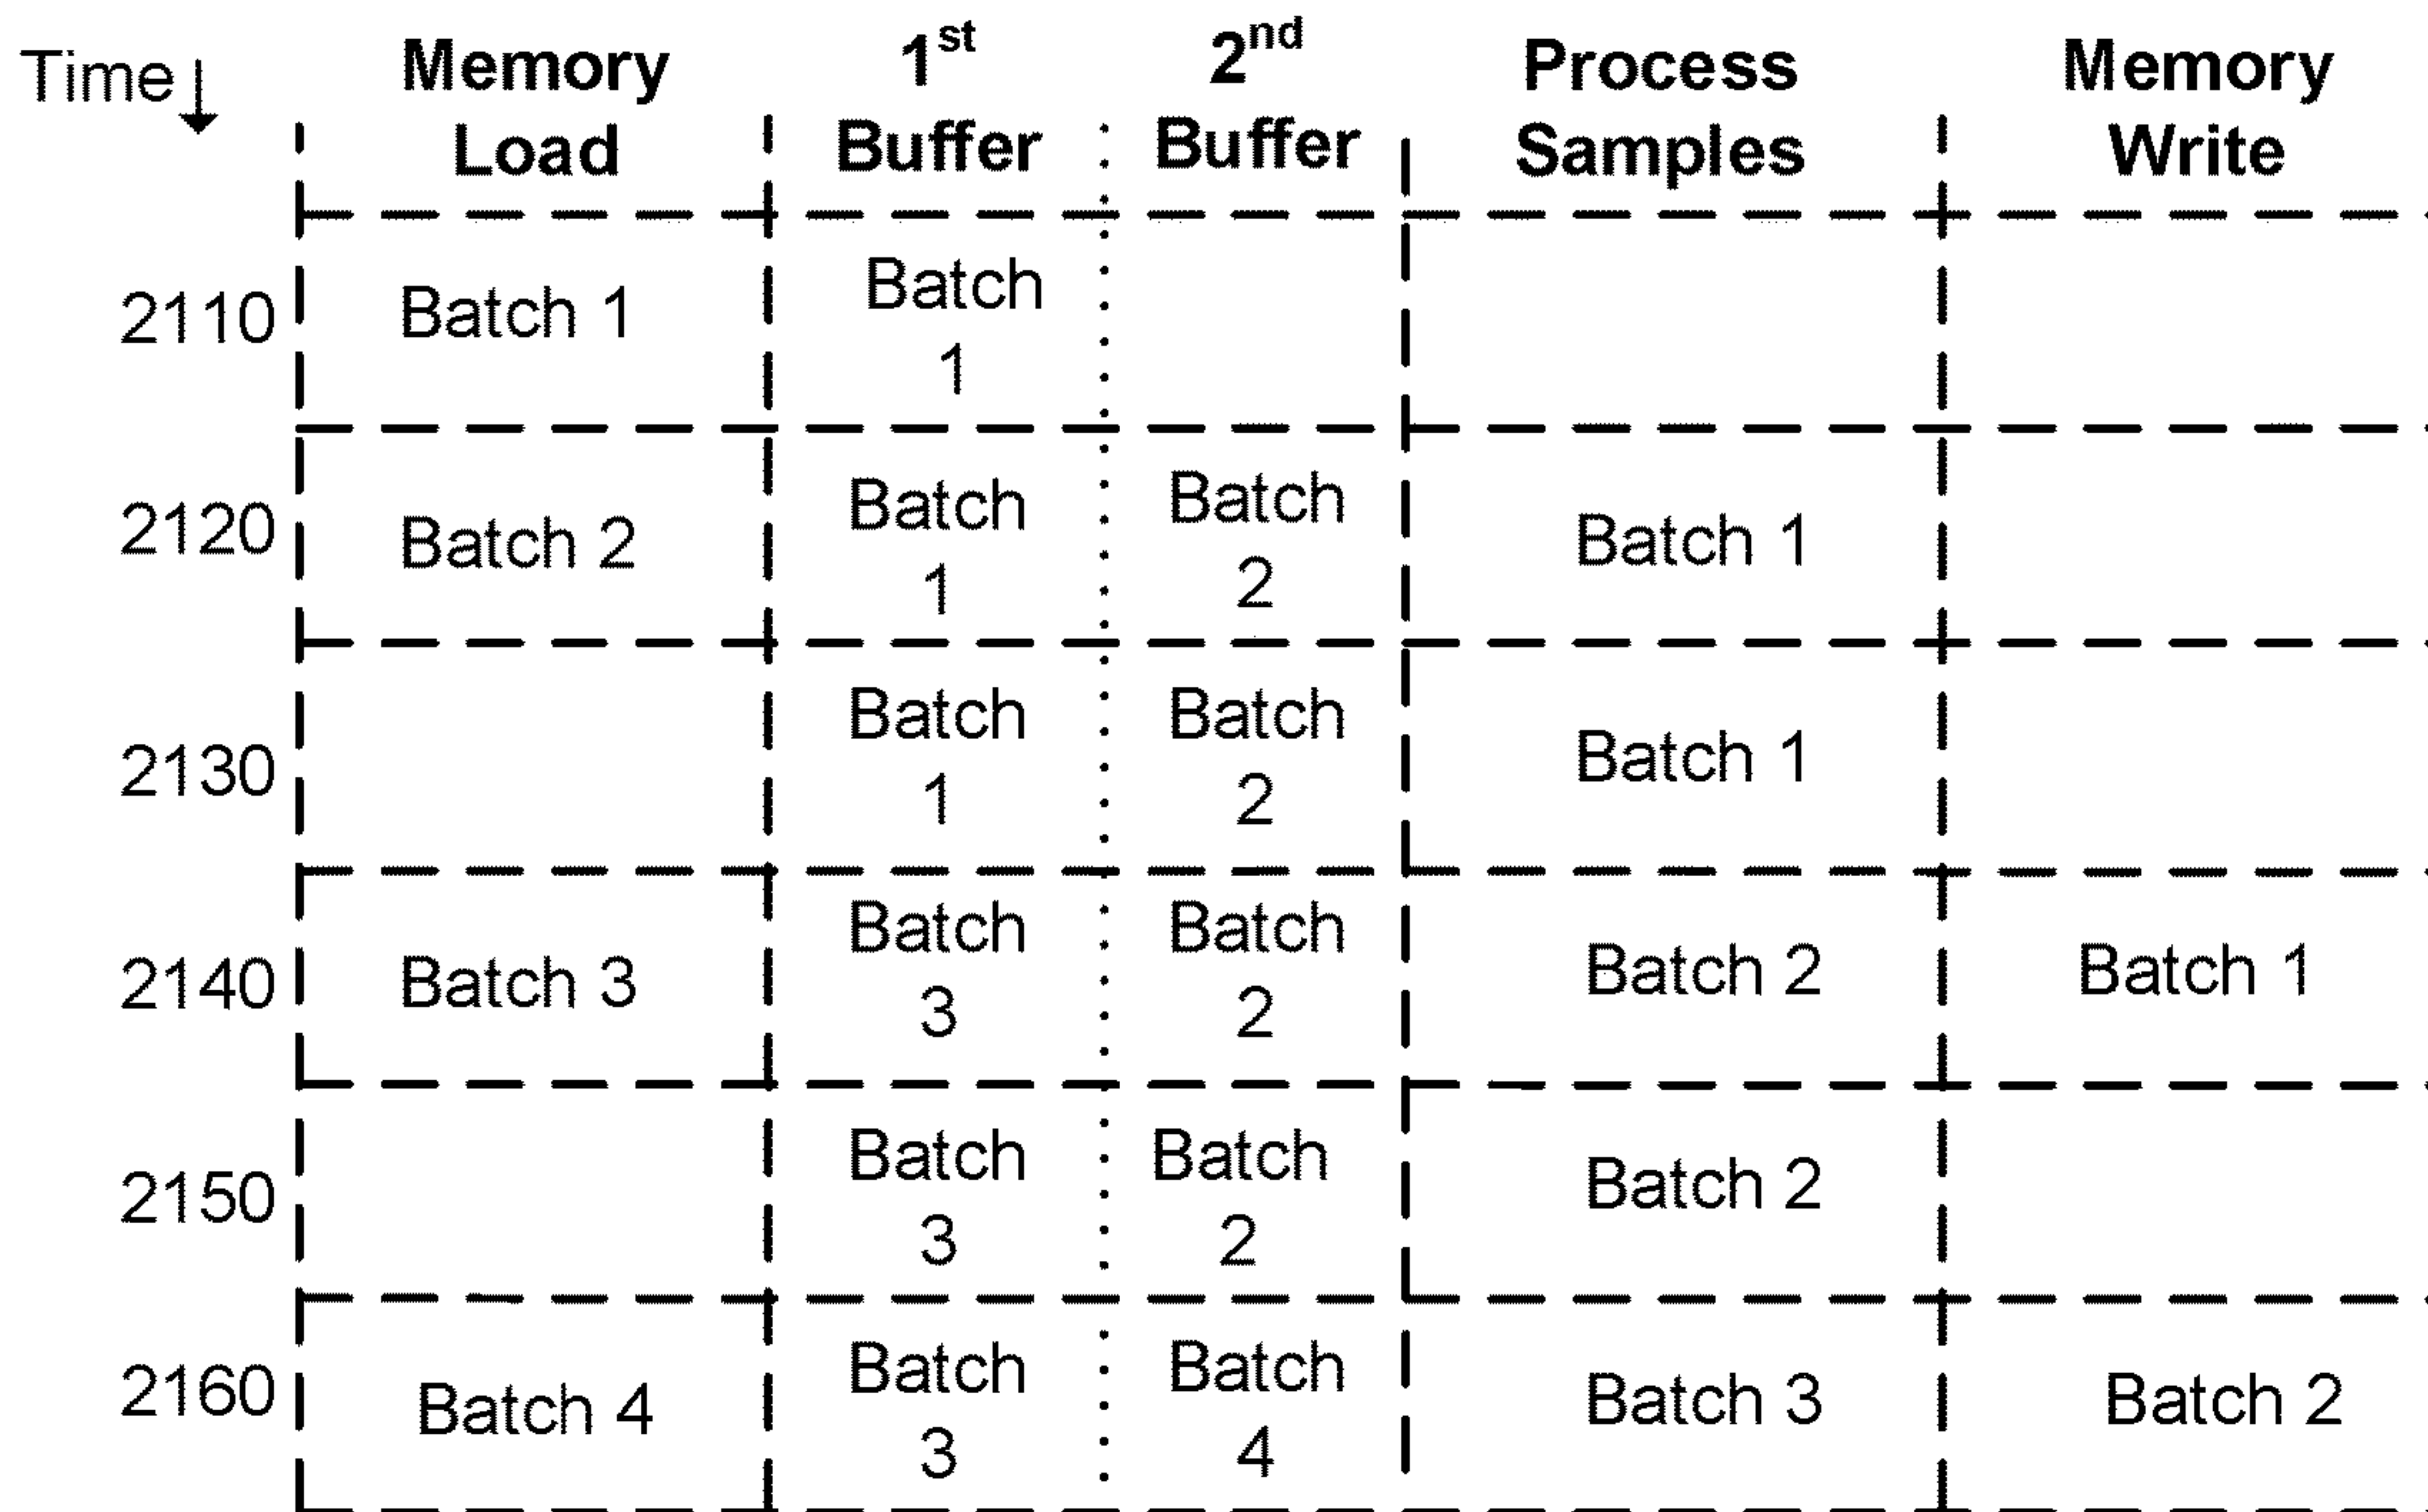 Time↓ Memory Load 1st Buffer 2nd Buffer Process Samples Memory Write
2110 Batch 1 Batch 1
2120 Batch 2 Batch 1 Batch 2 Batch 1
2130 Batch 1 Batch 2 Batch 1
2140 Batch 3 Batch 3 Batch 2 Batch 2 Batch 1
2150 Batch 3 Batch 2 Batch 2
2160 Batch 4 Batch 3 Batch 4 Batch 3 Batch 2